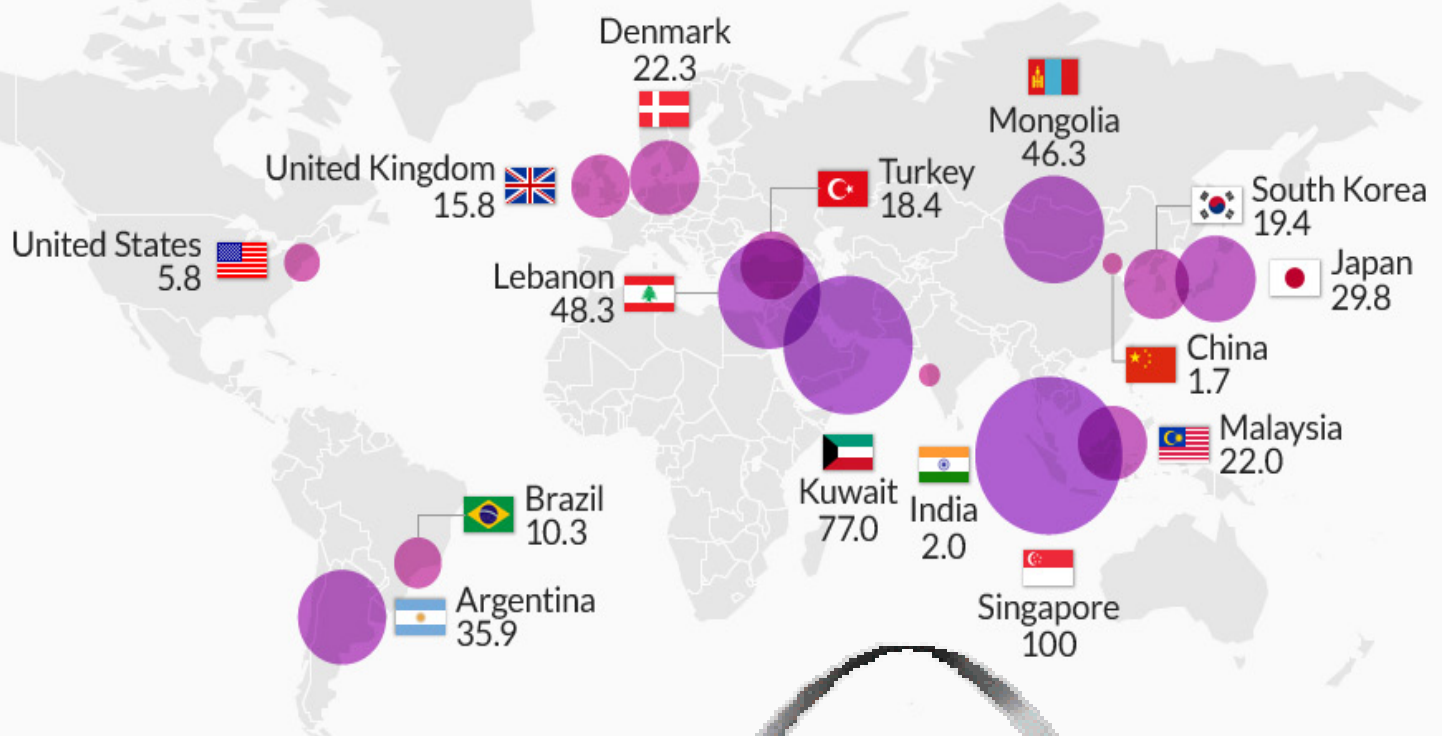 Denmark
22.3
Mongolia
46.3
United Kingdom
15.8
Turkey
18.4
South Korea
19.4
United States
5.8
Lebanon
48.3
Japan
29.8
China
1.7
Malaysia
22.0
Kuwait
77.0
India
2.0
Brazil
10.3
Singapore
100
Argentina
35.9